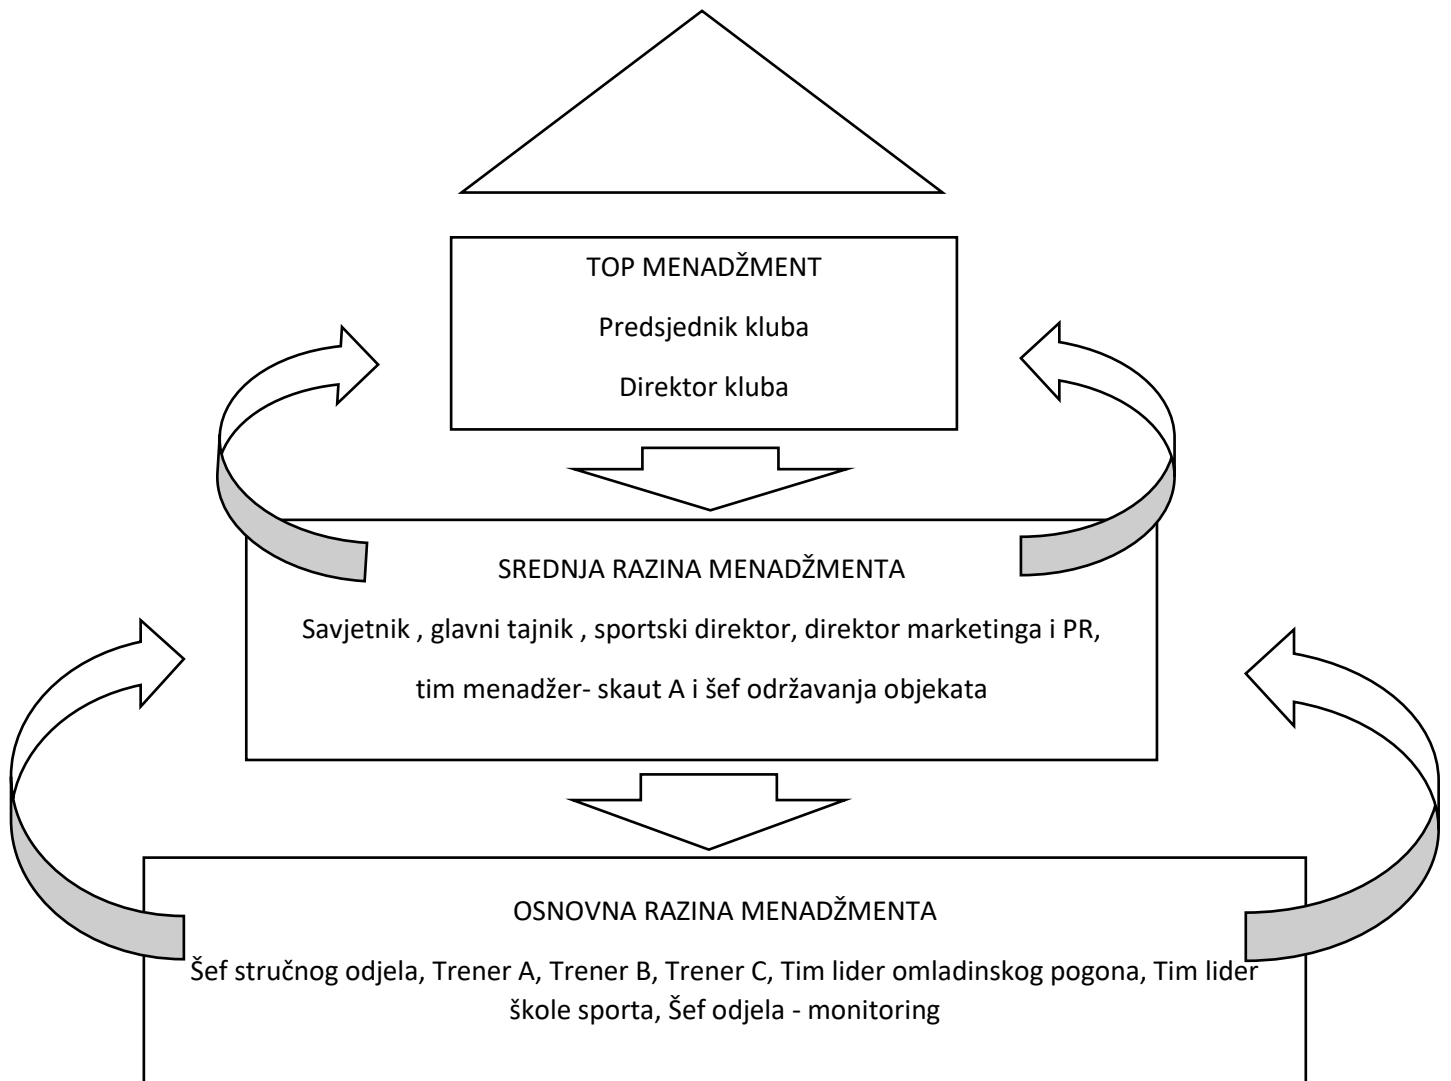 TOP MENADŽMENT
Predsjednik kluba
Direktor kluba
SREDNJA RAZINA MENADŽMENTA
Savjetnik , glavni tajnik , sportski direktor, direktor marketinga i PR,
tim menadžer- skaut A i šef održavanja objekata
OSNOVNA RAZINA MENADŽMENTA
Šef stručnog odjela, Trener A, Trener B, Trener C, Tim lider omladinskog pogona, Tim lider
škole sporta, Šef odjela - monitoring